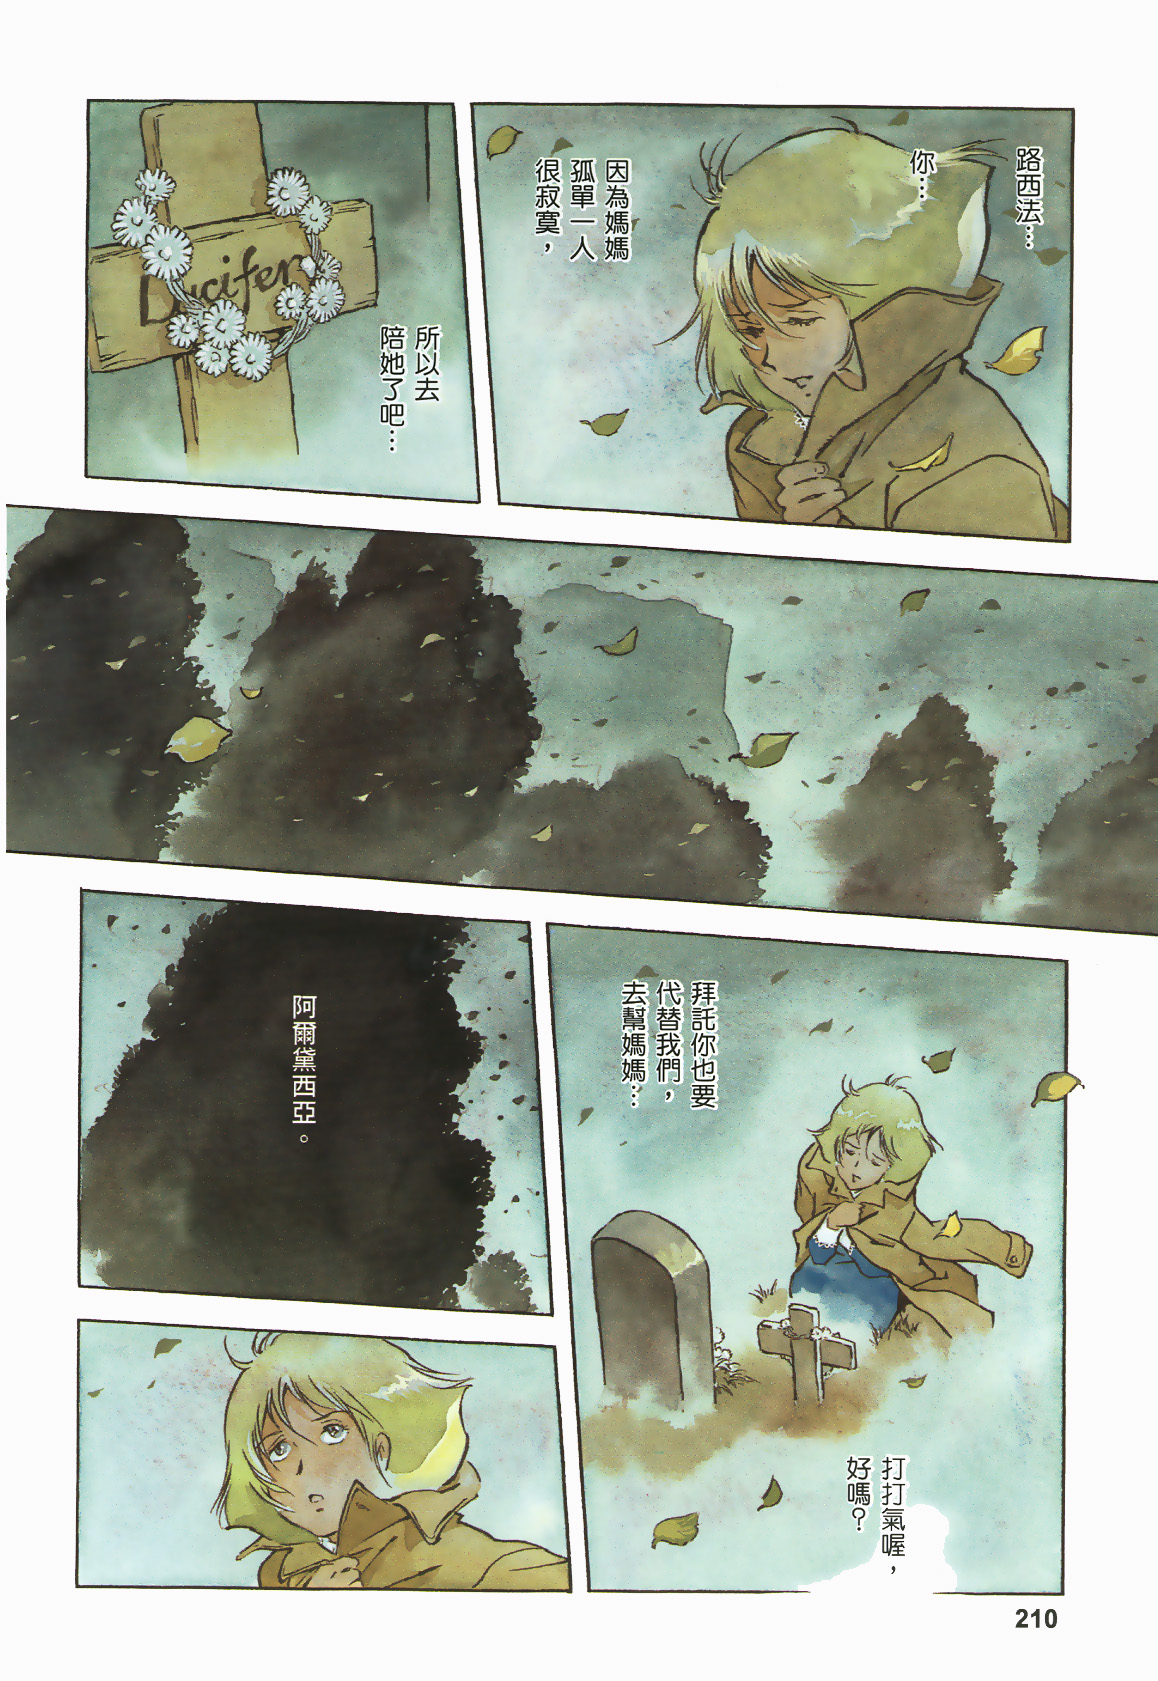 路西法…
你…
因為媽媽
孤單一人
很寂寞，
Lucifer
所以去
陪她了吧…
拜託你也要
代替我們，
去幫媽媽…
打打氣喔，
好嗎？
阿爾黛西亞。
210